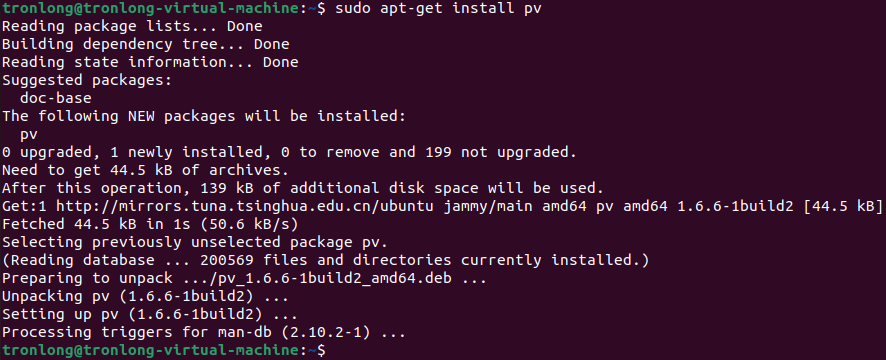 tronlong@tronlong-virtual-machine:~$ sudo apt-get install pv
Reading package lists... Done
Building dependency tree... Done
Reading state information... Done
Suggested packages:
  doc-base
The following NEW packages will be installed:
  pv
0 upgraded, 1 newly installed, 0 to remove and 199 not upgraded.
Need to get 44.5 kB of archives.
After this operation, 139 kB of additional disk space will be used.
Get:1 http://mirrors.tuna.tsinghua.edu.cn/ubuntu jammy/main amd64 pv amd64 1.6.6-1build2 [44.5 kB]
Fetched 44.5 kB in 1s (50.6 kB/s)
Selecting previously unselected package pv.
(Reading database ... 200569 files and directories currently installed.)
Preparing to unpack .../pv_1.6.6-1build2_amd64.deb ...
Unpacking pv (1.6.6-1build2) ...
Setting up pv (1.6.6-1build2) ...
Processing triggers for man-db (2.10.2-1) ...
tronlong@tronlong-virtual-machine:~$